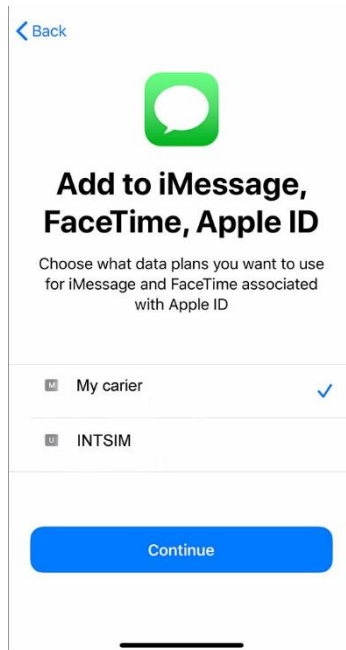 Back
Add to iMessage,
FaceTime, Apple ID
Choose what data plans you want to use
for iMessage and FaceTime associated
with Apple ID
M My carier
U INTSIM
Continue